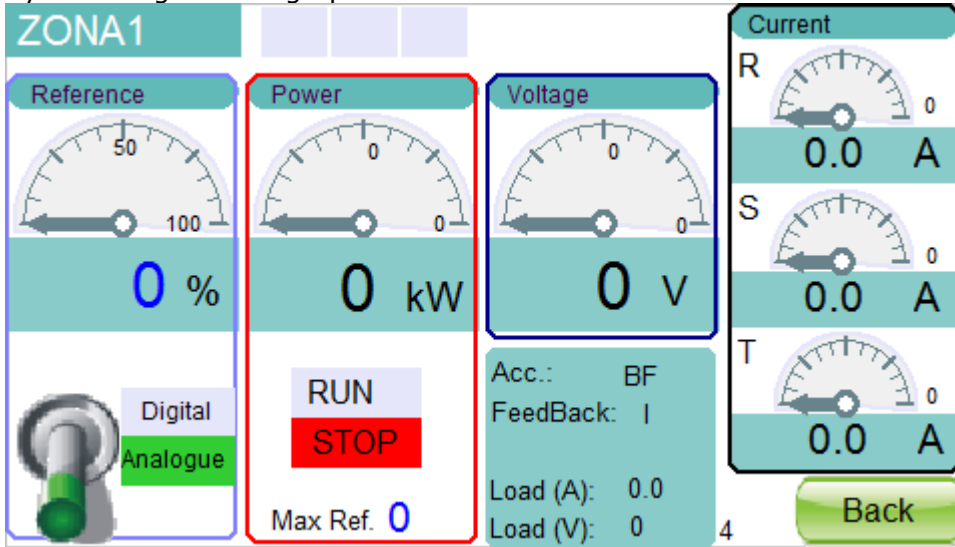 ZONA1
Reference
50
100
0 %
Digital
Analogue
Power
0
0
0 kW
RUN
STOP
Max Ref. 0
Voltage
0
0
0 V
Acc.: BF
FeedBack: I
Load (A): 0.0
Load (V): 0
4
Current
R
0
0.0 A
S
0
0.0 A
T
0
0.0 A
Back